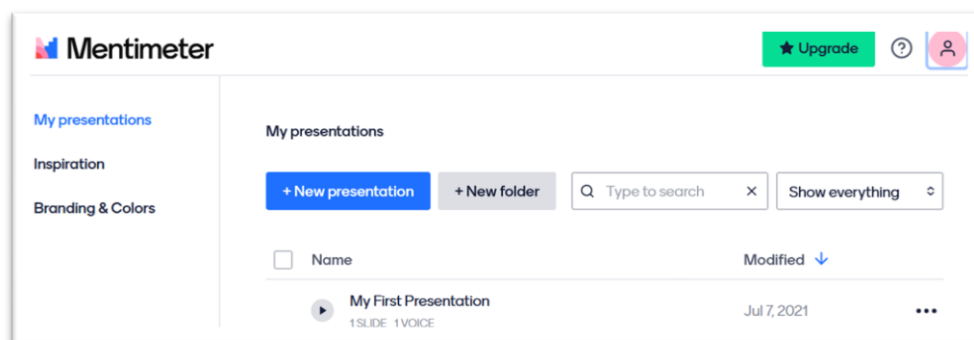 Mentimeter
Upgrade
My presentations
Inspiration
Branding & Colors
My presentations
+ New presentation
+ New folder
Type to search
Show everything
Name
Modified
My First Presentation
1 SLIDE 1 VOICE
Jul 7, 2021